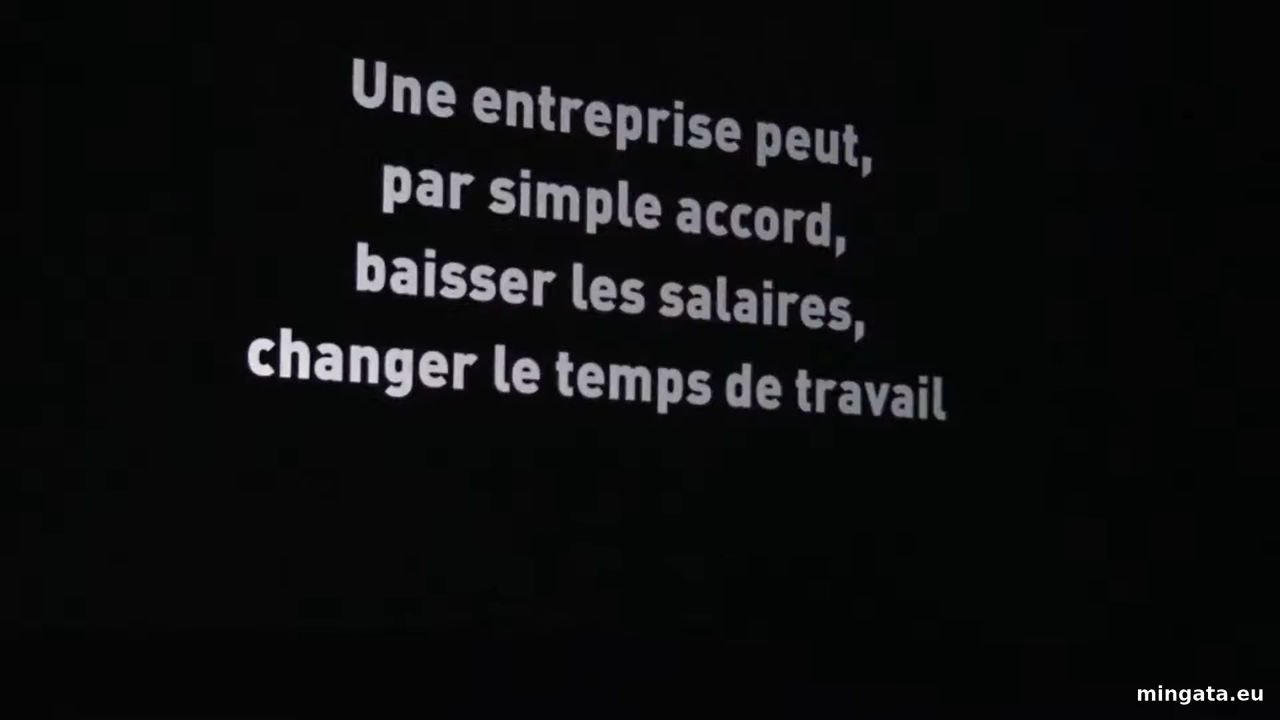 Une entreprise peut,
par simple accord,
baisser les salaires,
changer le temps de travail
mingata.eu